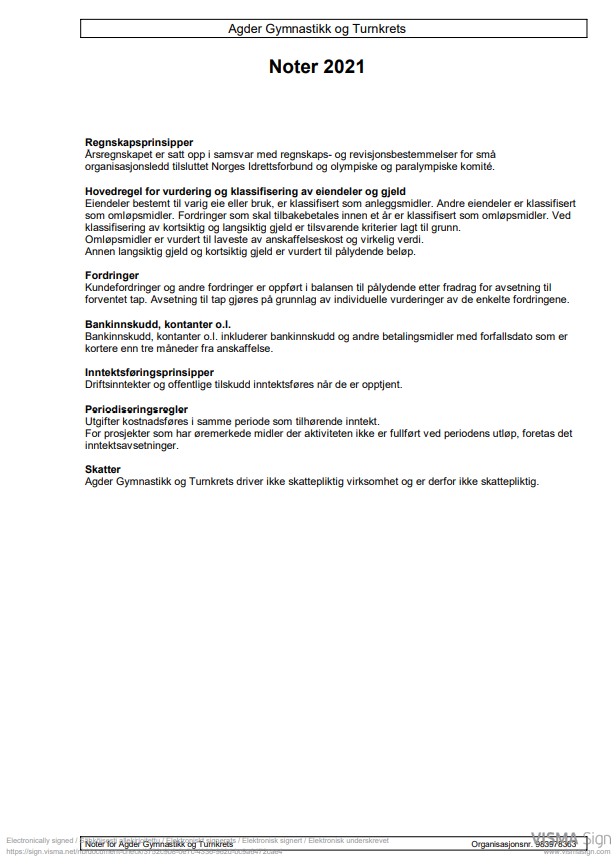 Agder Gymnastikk og Turnkrets
Noter 2021
Regnskapsprinsipper
Årsregnskapet er satt opp i samsvar med regnskaps- og revisjonsbestemmelser for små
organisasjonsledd tilsluttet Norges Idrettsforbund og olympiske og paralympiske komité.
Hovedregel for vurdering og klassifisering av eiendeler og gjeld
Eiendeler bestemt til varig eie eller bruk, er klassifisert som anleggsmidler. Andre eiendeler er klassifisert
som omløpsmidler. Fordringer som skal tilbakebetales innen et år er klassifisert som omløpsmidler. Ved
klassifisering av kortsiktig og langsiktig gjeld er tilsvarende kriterier lagt til grunn.
Omløpsmidler er vurdert til laveste av anskaffelseskost og virkelig verdi.
Annen langsiktig gjeld og kortsiktig gjeld er vurdert til pålydende beløp.
Fordringer
Kundefordringer og andre fordringer er oppført i balansen til pålydende etter fradrag for avsetning til
forventet tap. Avsetning til tap gjøres på grunnlag av individuelle vurderinger av de enkelte fordringene.
Bankinnskudd, kontanter o.l.
Bankinnskudd, kontanter o.l. inkluderer bankinnskudd og andre betalingsmidler med forfallsdato som er
kortere enn tre måneder fra anskaffelse.
Inntektsføringsprinsipper
Driftsinntekter og offentlige tilskudd inntektsføres når de er opptjent.
Periodiseringsregler
Utgifter kostnadsføres i samme periode som tilhørende inntekt.
For prosjekter som har øremerkede midler der aktiviteten ikke er fullført ved periodens utløp, foretas det
inntektsavsetninger.
Skatter
Agder Gymnastikk og Turnkrets driver ikke skattepliktig virksomhet og er derfor ikke skattepliktig.
VISMA Sign
Electronically signed / Sähköisesti allekirjoitettu / Elektroniskt signerats / Elektronisk signert / Elektronisk underskrevet
Noter for Agder Gymnastikk og Turnkrets Organisasjonsnr. 983978363
www.vismasign.com